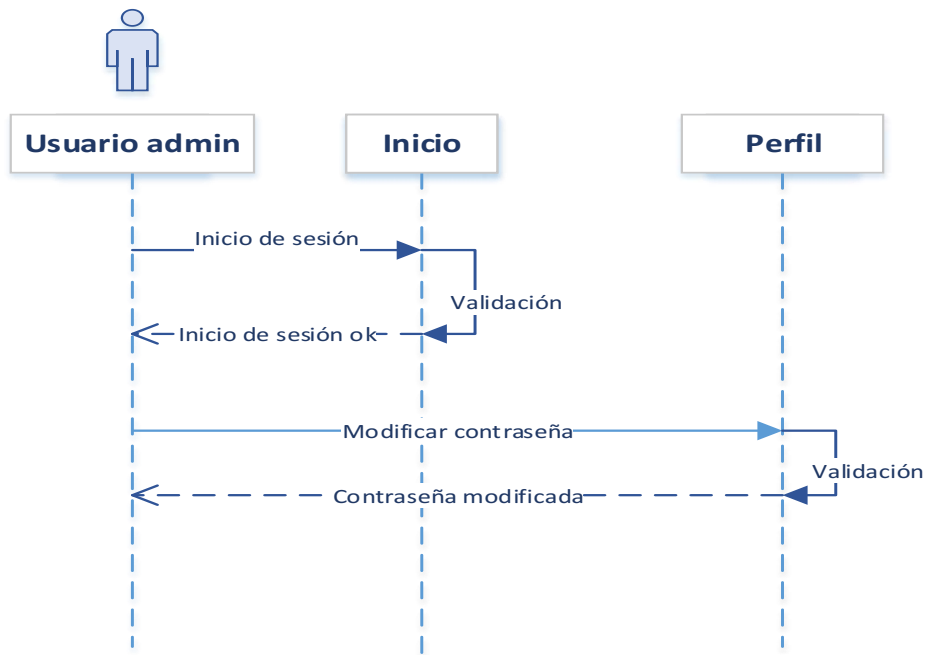 Usuario admin
Inicio
Perfil
Inicio de sesión
Validación
Inicio de sesión ok
Modificar contraseña
Validación
Contraseña modificada